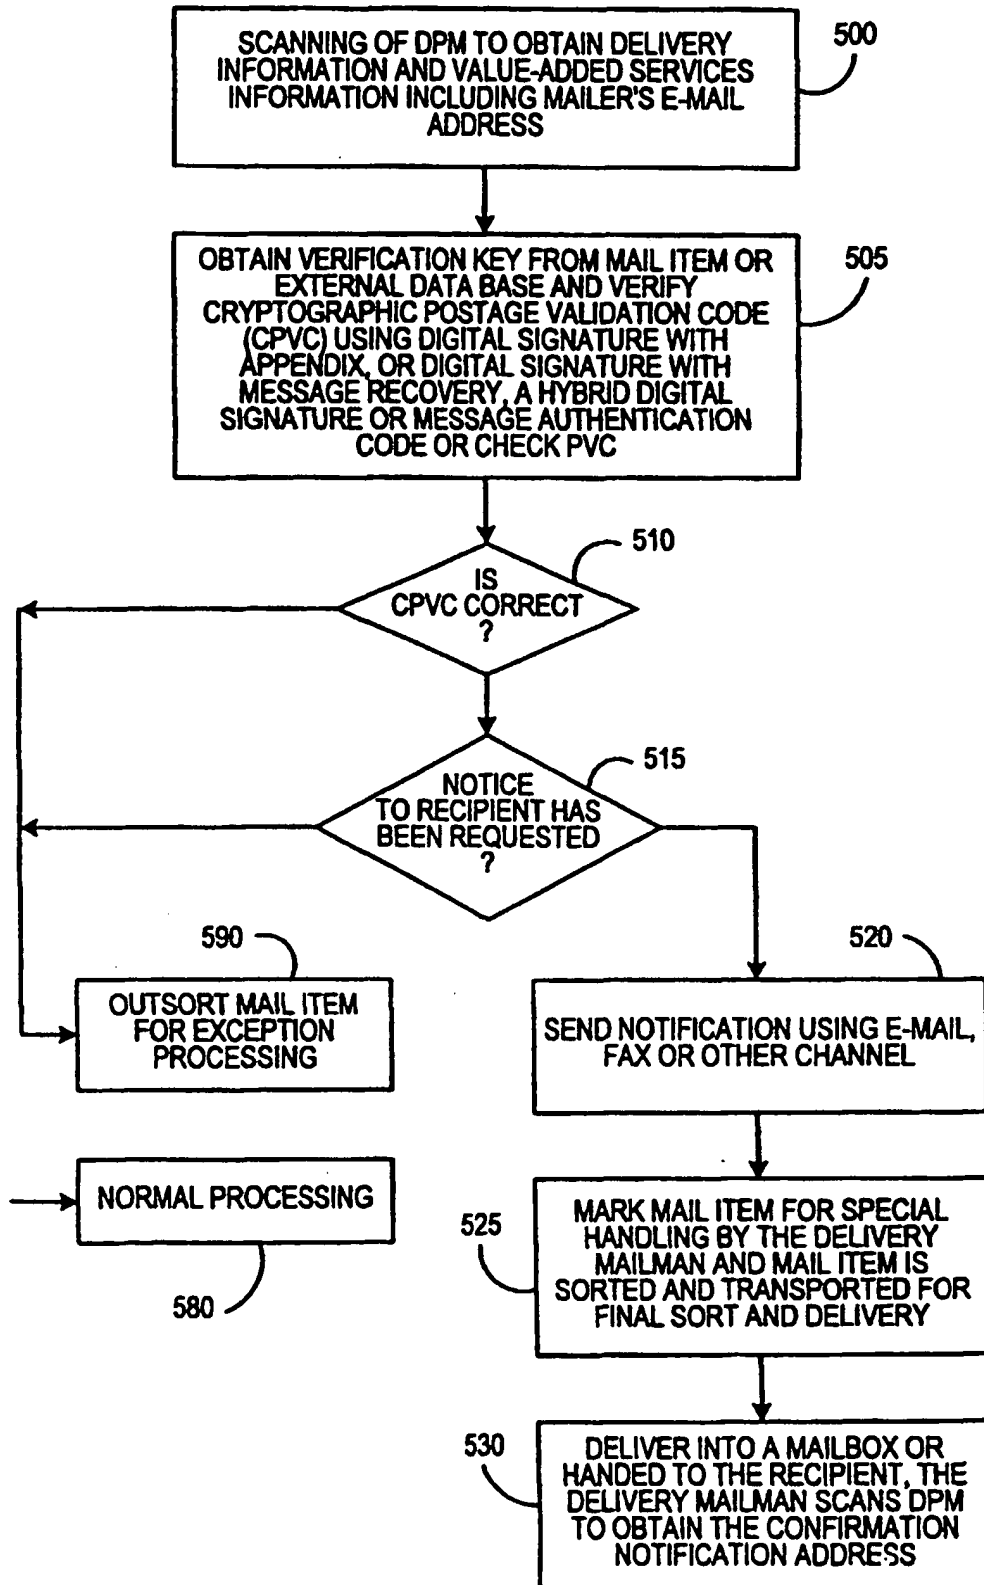 SCANNING OF DPM TO OBTAIN DELIVERY
INFORMATION AND VALUE-ADDED SERVICES
INFORMATION INCLUDING MAILER'S E-MAIL
ADDRESS
500
OBTAIN VERIFICATION KEY FROM MAIL ITEM OR
EXTERNAL DATA BASE AND VERIFY
CRYPTOGRAPHIC POSTAGE VALIDATION CODE
(CPVC) USING DIGITAL SIGNATURE WITH
APPENDIX, OR DIGITAL SIGNATURE WITH
MESSAGE RECOVERY, A HYBRID DIGITAL
SIGNATURE OR MESSAGE AUTHENTICATION
CODE OR CHECK PVC
505
IS
CPVC CORRECT
?
510
NOTICE
TO RECIPIENT HAS
BEEN REQUESTED
?
515
590
OUTSORT MAIL ITEM
FOR EXCEPTION
PROCESSING
520
SEND NOTIFICATION USING E-MAIL,
FAX OR OTHER CHANNEL
NORMAL PROCESSING
580
525
MARK MAIL ITEM FOR SPECIAL
HANDLING BY THE DELIVERY
MAILMAN AND MAIL ITEM IS
SORTED AND TRANSPORTED FOR
FINAL SORT AND DELIVERY
530
DELIVER INTO A MAILBOX OR
HANDED TO THE RECIPIENT, THE
DELIVERY MAILMAN SCANS DPM
TO OBTAIN THE CONFIRMATION
NOTIFICATION ADDRESS